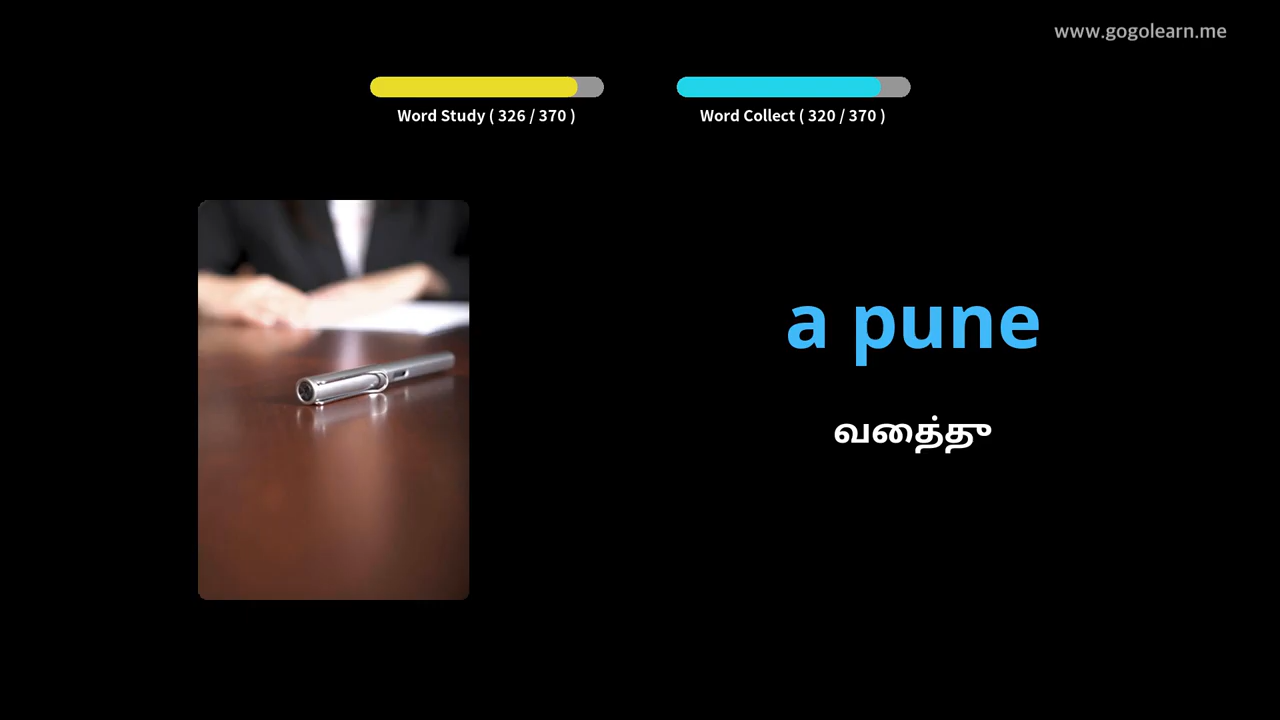 www.gogolearn.me
Word Study ( 326 / 370 )
Word Collect ( 320 / 370 )
a pune
வைத்து